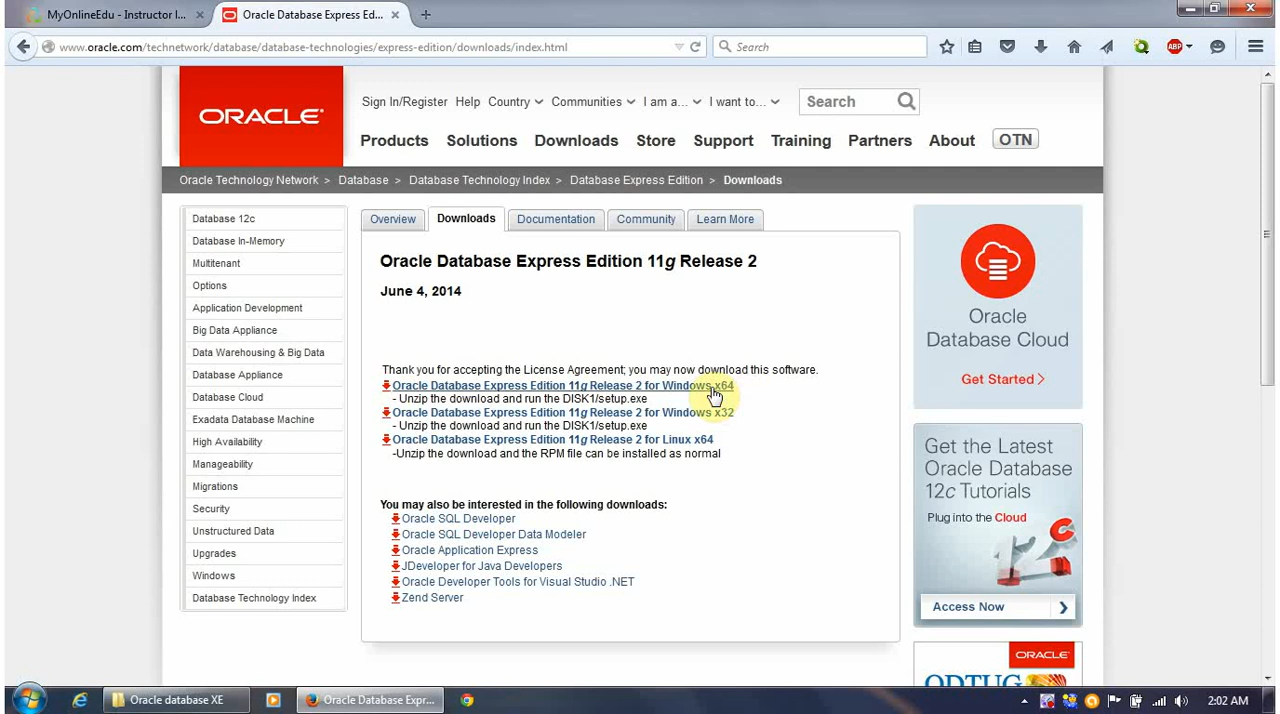 MyOnlineEdu - Instructor l...
Oracle Database Express Ed...
www.oracle.com/technetwork/database/database-technologies/express-edition/downloads/index.html
Search
ABP
ORACLE
Sign In/Register Help Country Communities I am a... I want to...
Search
Products Solutions Downloads Store Support Training Partners About OTN
Oracle Technology Network > Database > Database Technology Index > Database Express Edition > Downloads
Database 12c
Database In-Memory
Multitenant
Options
Application Development
Big Data Appliance
Data Warehousing & Big Data
Database Appliance
Database Cloud
Exadata Database Machine
High Availability
Manageability
Migrations
Security
Unstructured Data
Upgrades
Windows
Database Technology Index
Overview Downloads Documentation Community Learn More
Oracle Database Express Edition 11g Release 2
June 4, 2014
Thank you for accepting the License Agreement; you may now download this software.
Oracle Database Express Edition 11g Release 2 for Windows x64
- Unzip the download and run the DISK1/setup.exe
Oracle Database Express Edition 11g Release 2 for Windows x32
- Unzip the download and run the DISK1/setup.exe
Oracle Database Express Edition 11g Release 2 for Linux x64
-Unzip the download and the RPM file can be installed as normal
You may also be interested in the following downloads:
Oracle SQL Developer
Oracle SQL Developer Data Modeler
Oracle Application Express
JDeveloper for Java Developers
Oracle Developer Tools for Visual Studio .NET
Zend Server
Oracle
Database Cloud
Get Started >
Get the Latest
Oracle Database
12c Tutorials
Plug into the Cloud
Access Now
ORACLE
ODTUG
Oracle database XE
Oracle Database Expr...
2:02 AM